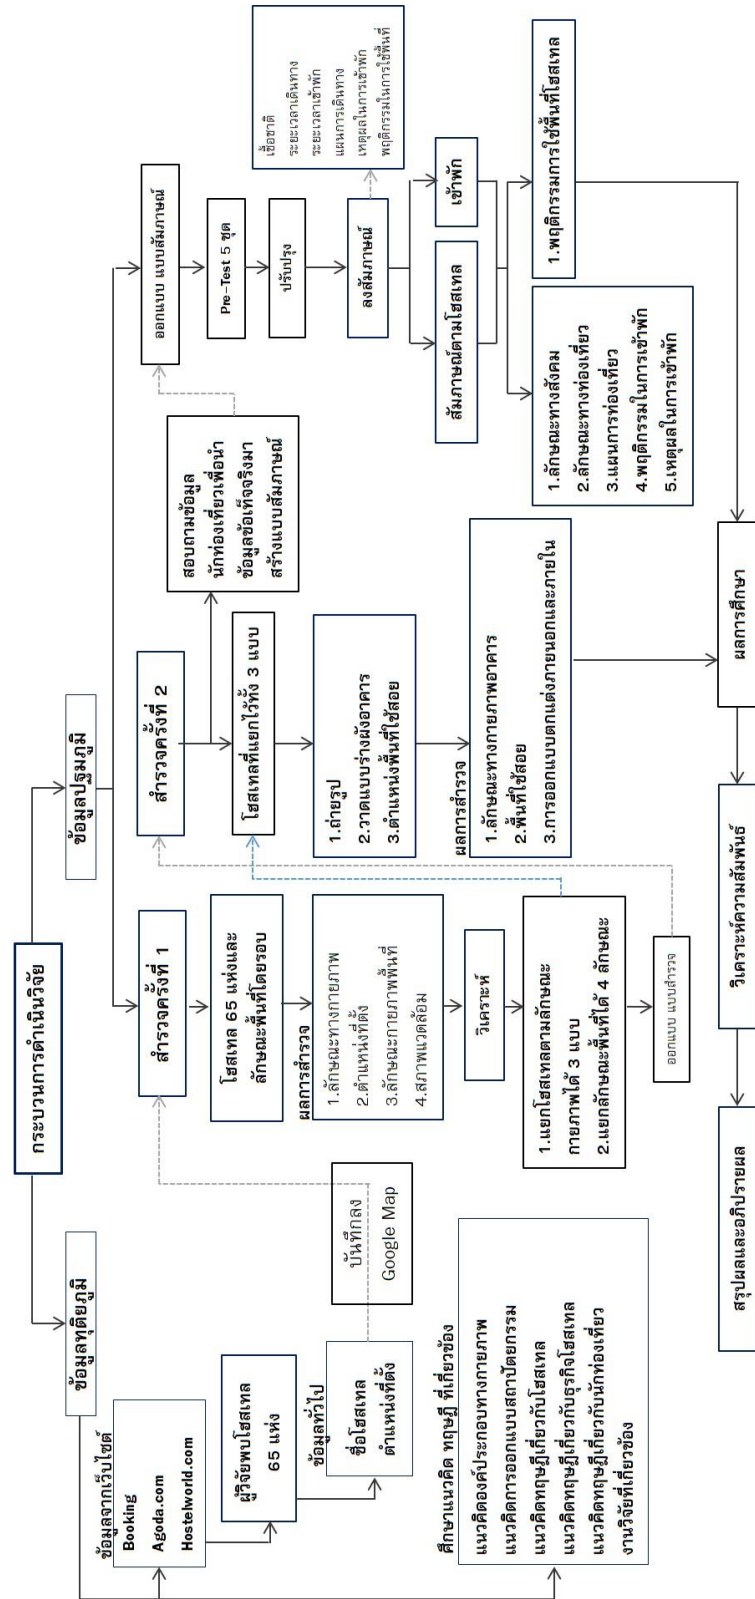 กระบวนการดำเนินวิจัย
ข้อมูลทุติยภูมิ
ข้อมูลจากเว็บไซต์
Booking
Agoda.com
Hostelworld.com
ผู้วิจัยพบโฮสเทล
65 แห่ง
ข้อมูลทั่วไป
ชื่อโฮสเทล
ตำแหน่งที่ตั้ง
บันทึกลง
Google Map
ศึกษาแนวคิด ทฤษฎี ที่เกี่ยวข้อง
แนวคิดองค์ประกอบทางกายภาพ
แนวคิดการออกแบบสถาปัตยกรรม
แนวคิดทฤษฎีเกี่ยวกับโฮสเทล
แนวคิดทฤษฎีเกี่ยวกับธุรกิจโฮสเทล
แนวคิดทฤษฎีเกี่ยวกับนักท่องเที่ยว
งานวิจัยที่เกี่ยวข้อง
ข้อมูลปฐมภูมิ
สำรวจครั้งที่ 1
โฮสเทล 65 แห่งและ
ลักษณะพื้นที่โดยรอบ
ผลการสำรวจ
1.ลักษณะทางกายภาพ
2.ตำแหน่งที่ตั้ง
3.ลักษณะกายภาพพื้นที่
4.สภาพแวดล้อม
วิเคราะห์
1.แยกโฮสเทลตามลักษณะ
กายภาพได้ 3 แบบ
2.แยกลักษณะพื้นที่ได้ 4 ลักษณะ
ออกแบบ แบบสำรวจ
สำรวจครั้งที่ 2
โฮสเทลที่แยกไว้ทั้ง 3 แบบ
สอบถามข้อมูล
นักท่องเที่ยวเพื่อนำ
ข้อมูลข้อเท็จจริงมา
สร้างแบบสัมภาษณ์
1.ถ่ายรูป
2.วาดแบบร่างผังอาคาร
3.ตำแหน่งพื้นที่ใช้สอย
ผลการสำรวจ
1.ลักษณะทางกายภาพอาคาร
2.พื้นที่ใช้สอย
3.การออกแบบตกแต่งภายนอกและภายใน
ออกแบบ แบบสัมภาษณ์
Pre-Test 5 ชุด
ปรับปรุง
ลงสัมภาษณ์
เชื้อชาติ
ระยะเวลาเดินทาง
ระยะเวลาเข้าพัก
แผนการเดินทาง
เหตุผลในการเข้าพัก
พฤติกรรมในการใช้พื้นที่
สัมภาษณ์ตามโฮสเทล
เข้าพัก
1.ลักษณะทางสังคม
2.ลักษณะทางท่องเที่ยว
3.แผนการท่องเที่ยว
4.พฤติกรรมในการเข้าพัก
5.เหตุผลในการเข้าพัก
1.พฤติกรรมการใช้พื้นที่โฮสเทล
ผลการศึกษา
วิเคราะห์ความสัมพันธ์
สรุปผลและอภิปรายผล